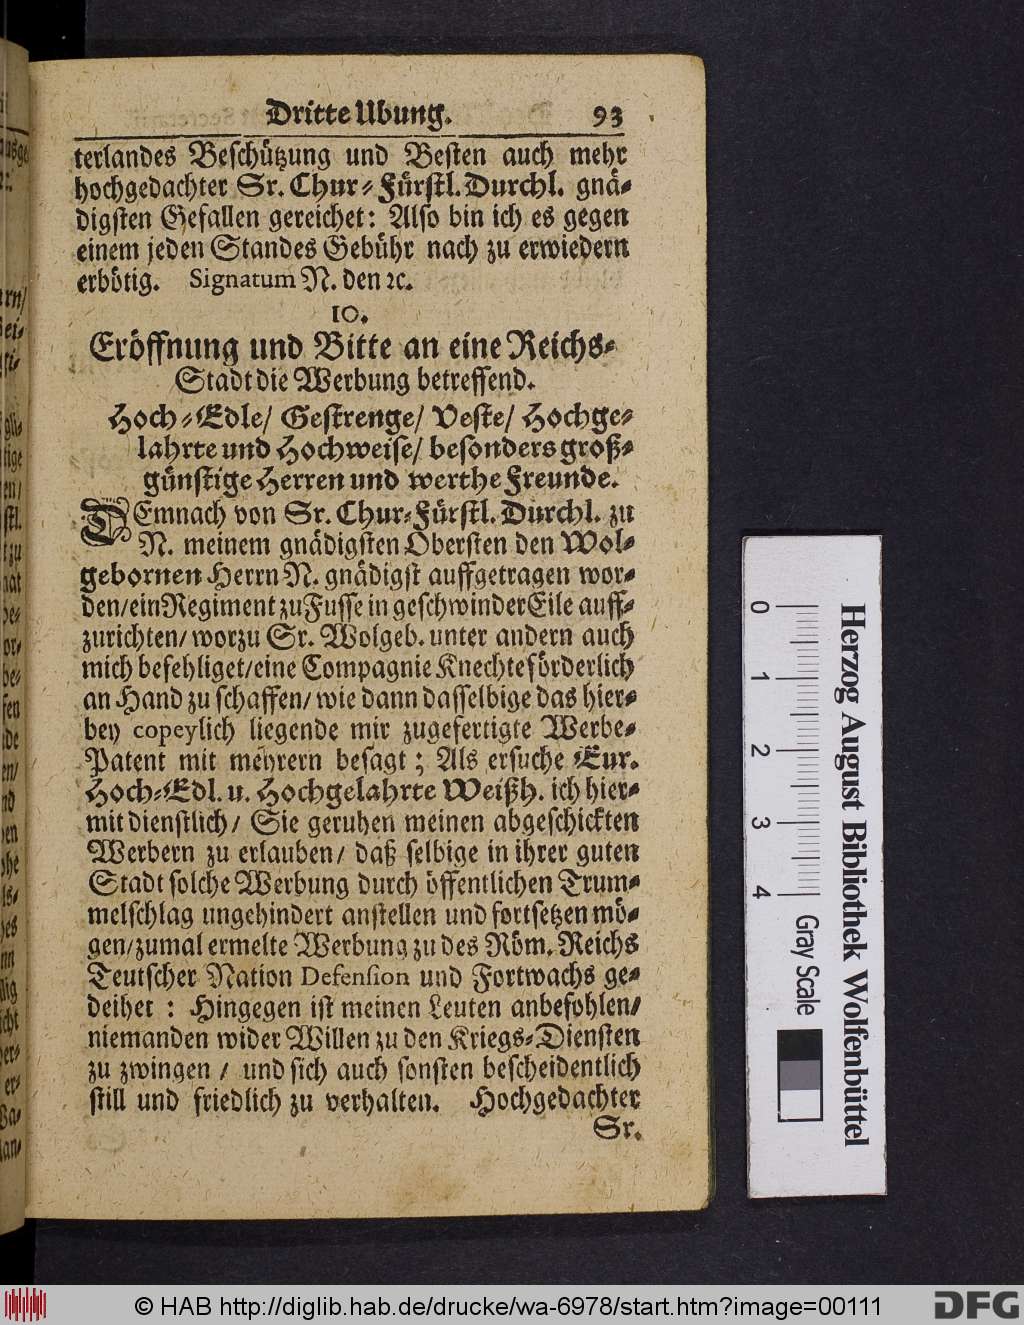 Dritte Ubung. 93
terlandes Beschützung und Besten auch mehr
hochgedachter Sr. Chur-Fürstl. Durchl. gnä-
digsten Gefallen gereichet: Also bin ich es gegen
einem jeden Standes Gebühr nach zu erwiedern
erbötig. Signatum N. den ꝛc.
10.
Eröffnung und Bitte an eine Reichs-
Stadt die Werbung betreffend.
Hoch-Edle/ Gestrenge/ Veste/ Hochge-
lahrte und Hochweise/ besonders groß-
günstige Herren und werthe Freunde.
DEmnach von Sr. Chur-Fürstl. Durchl. zu
N. meinem gnädigsten Obersten den Wol-
gebornen Herrn N. gnädigst auffgetragen wor-
den/ ein Regiment zu Fusse in geschwinder Eile auff-
zurichten/ worzu Sr. Wolgeb. unter andern auch
mich befehliget/ eine Compagnie Knechte förderlich
an Hand zu schaffen/ wie dann dasselbige das hier-
bey copeylich liegende mir zugefertigte Werbe-
Patent mit mehrern besagt; Als ersuche Eur.
Hoch-Edl. u. Hochgelahrte Weißh. ich hier-
mit dienstlich/ Sie geruhen meinen abgeschickten
Werbern zu erlauben/ daß selbige in ihrer guten
Stadt solche Werbung durch öffentlichen Trum-
melschlag ungehindert anstellen und fortsetzen mö-
gen/ zumal ermelte Werbung zu des Röm. Reichs
Teutscher Nation Defension und Fortwachs ge-
deihet: Hingegen ist meinen Leuten anbefohlen/
niemanden wider Willen zu den Kriegs-Diensten
zu zwingen/ und sich auch sonsten bescheidentlich
still und friedlich zu verhalten. Hochgedachter
Sr.
0 1 2 3 4 Gray Scale
Herzog August Bibliothek Wolfenbüttel
© HAB http://diglib.hab.de/drucke/wa-6978/start.htm?image=00111
DFG